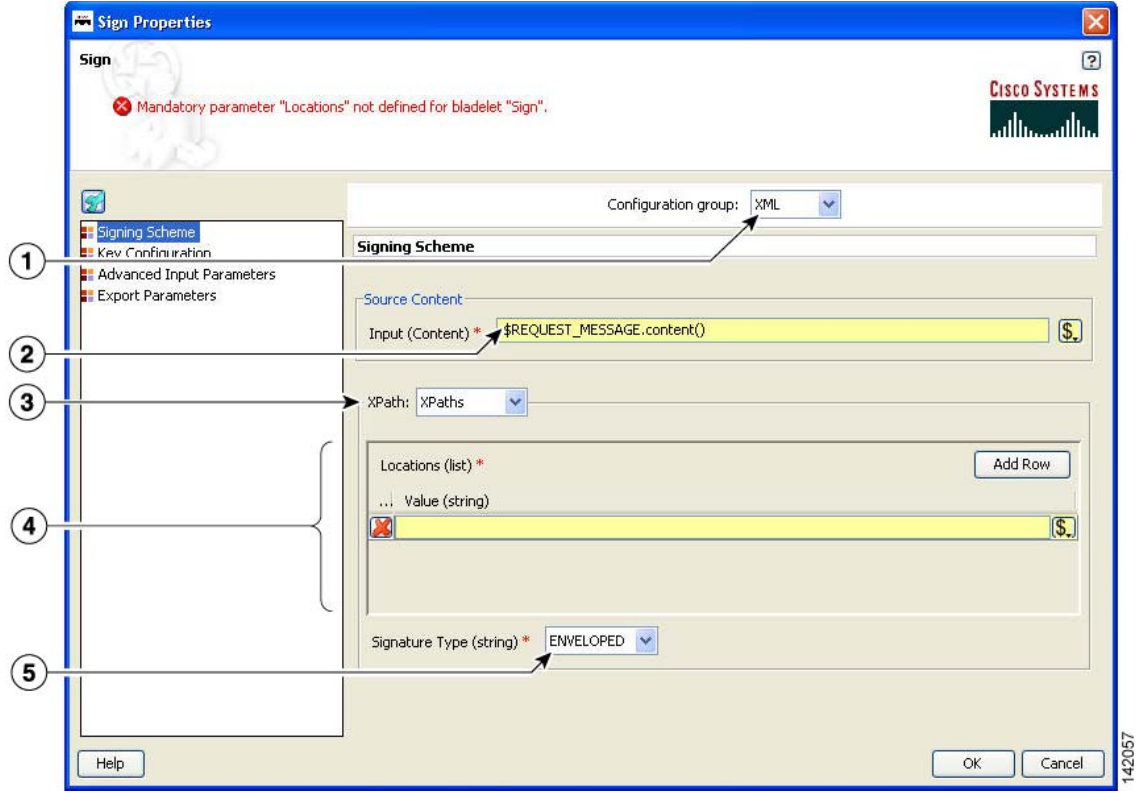 Sign Properties
Sign
Mandatory parameter "Locations" not defined for bladelet "Sign".
CISCO SYSTEMS
Configuration group: XML
Signing Scheme
Key Configuration
Advanced Input Parameters
Export Parameters
Signing Scheme
1
Source Content
Input (Content) * $REQUEST_MESSAGE.content() $
2
XPath: XPaths
3
Locations (list) * Add Row
... Value (string)
$
4
Signature Type (string) * ENVELOPED
5
Help OK Cancel
142057